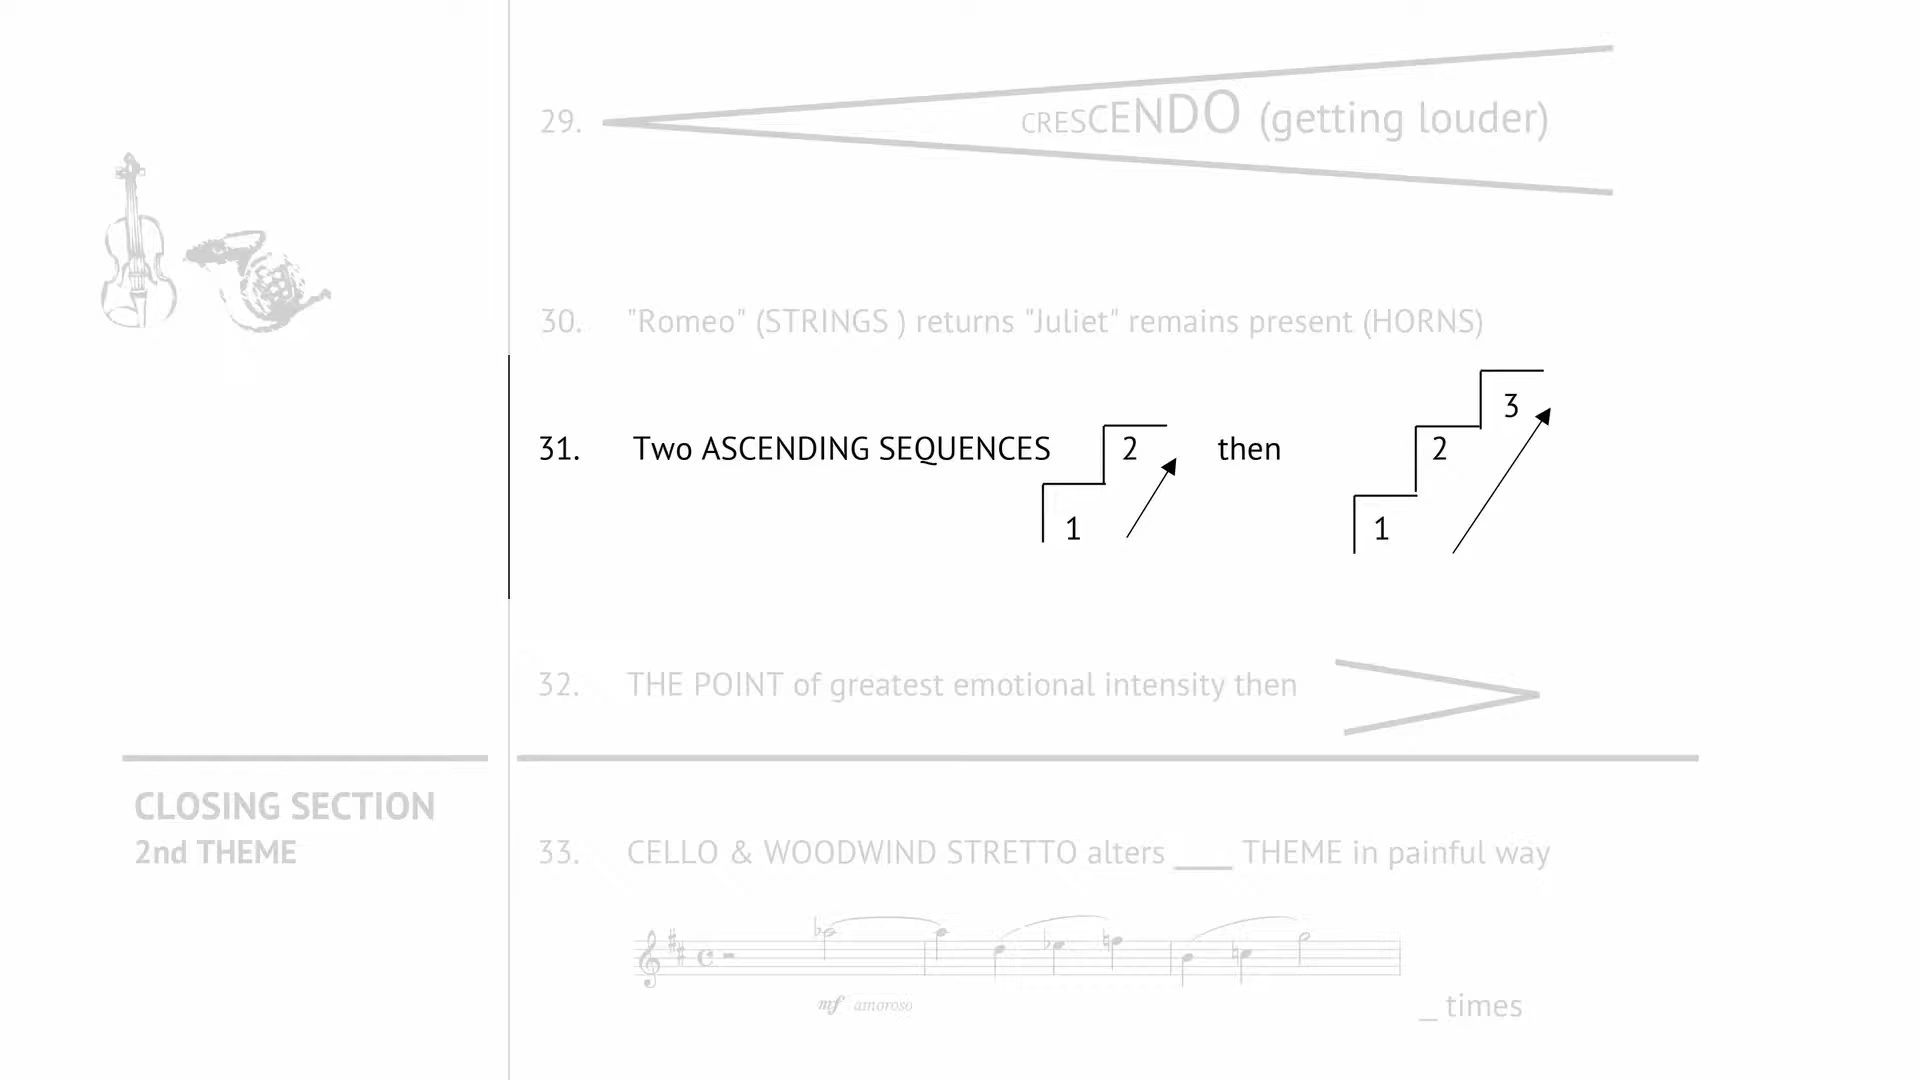 29. CRESCENDO (getting louder)
30. "Romeo" (STRINGS ) returns "Juliet" remains present (HORNS)
31. Two ASCENDING SEQUENCES 1 2 then 1 2 3
32. THE POINT of greatest emotional intensity then
CLOSING SECTION
2nd THEME
33. CELLO & WOODWIND STRETTO alters ____ THEME in painful way
mf amoroso
_ times